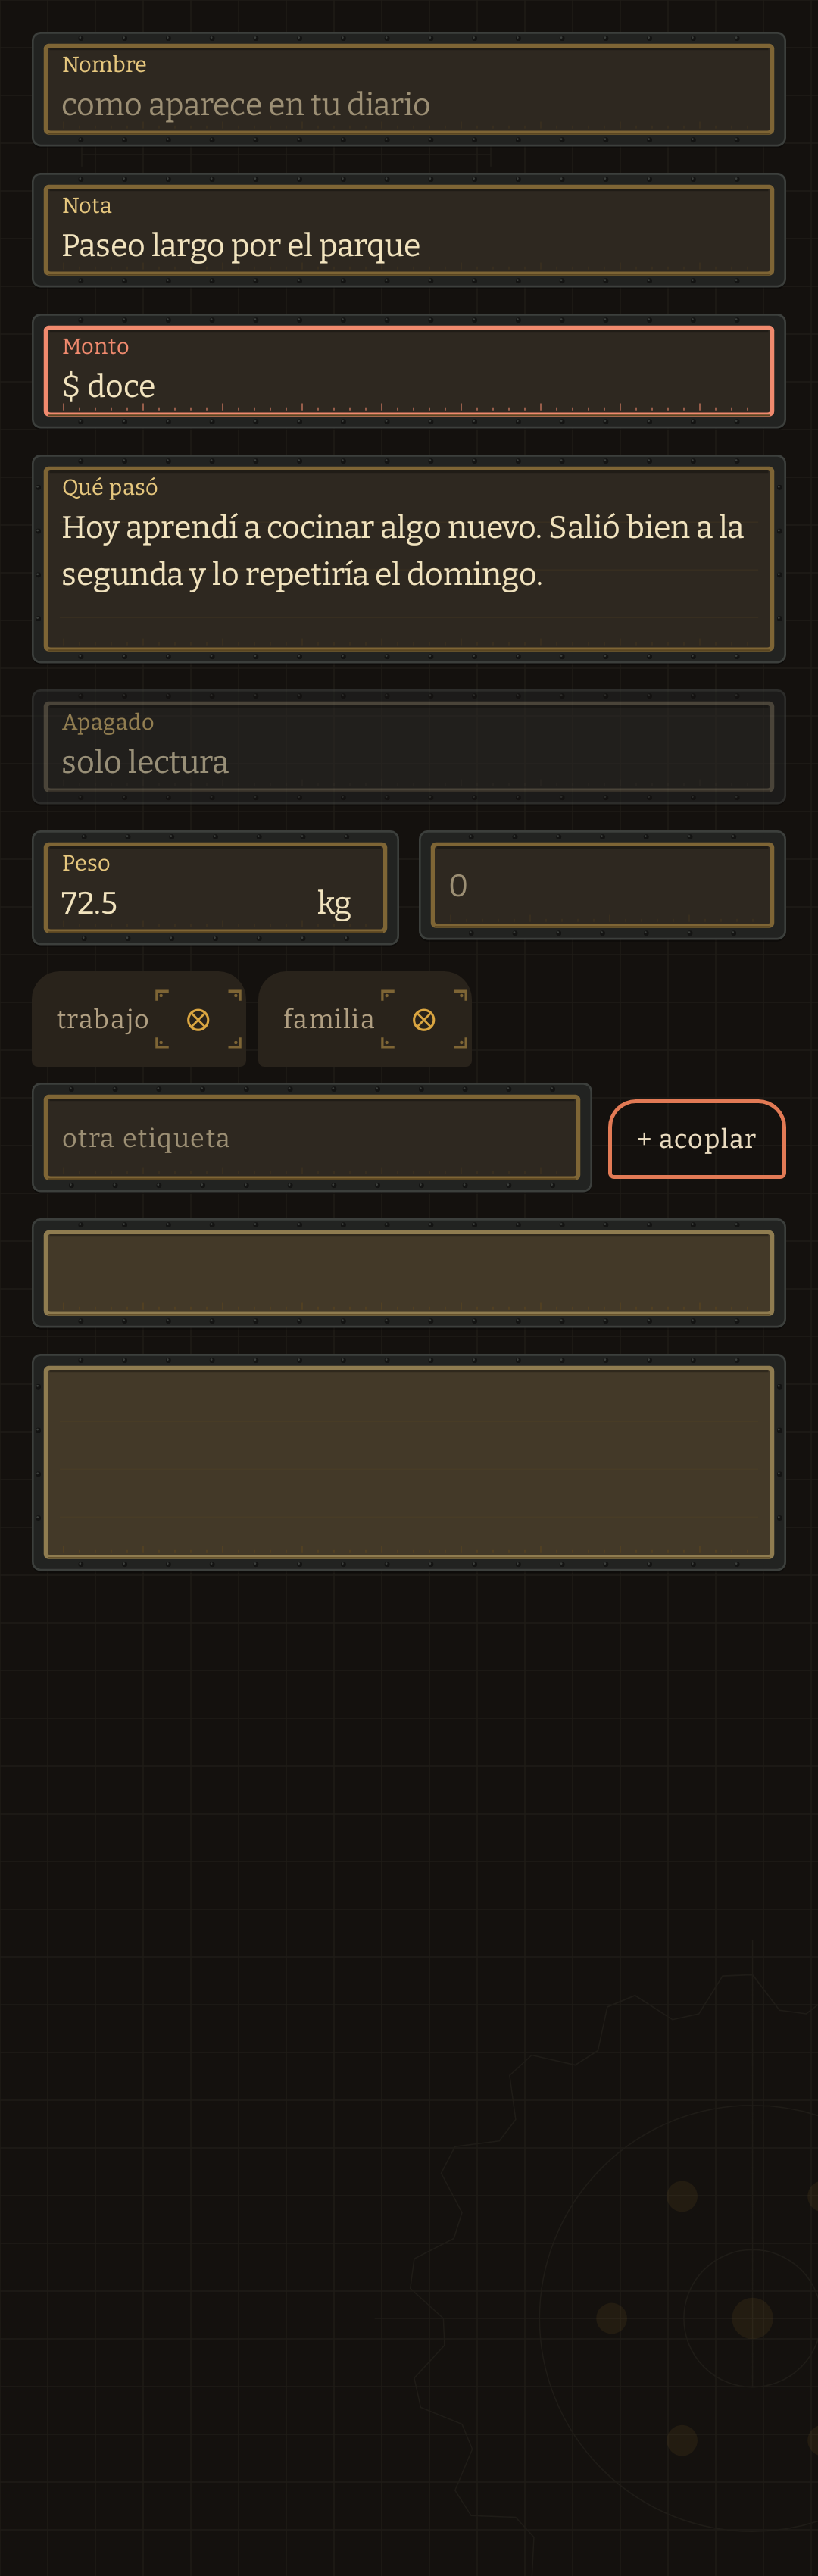 Nombre
como aparece en tu diario
Nota
Paseo largo por el parque
Monto
$ doce
Qué pasó
Hoy aprendí a cocinar algo nuevo. Salió bien a la
segunda y lo repetiría el domingo.
Apagado
solo lectura
Peso
72.5 kg
0
trabajo familia
otra etiqueta
+ acoplar